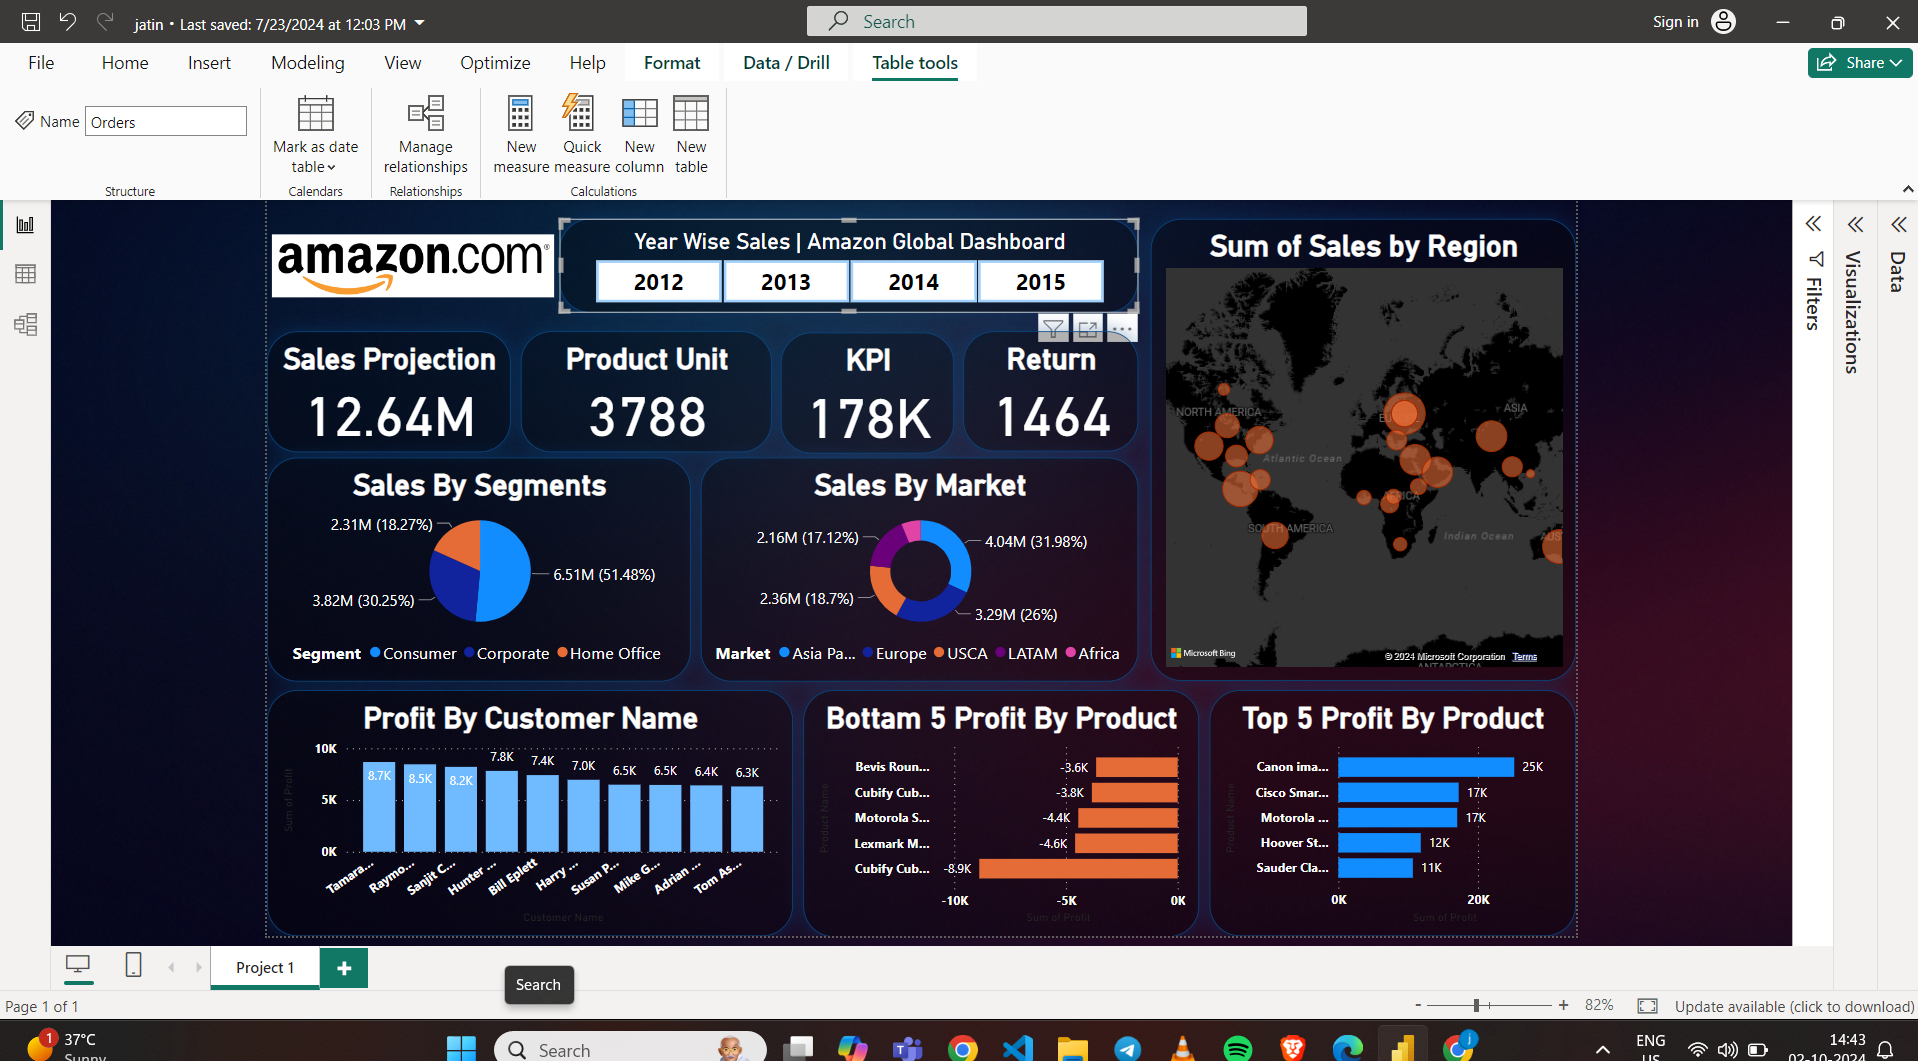 jatin • Last saved: 7/23/2024 at 12:03 PM
Search
Sign in
File Home Insert Modeling View Optimize Help Format Data / Drill Table tools
Share
Name Orders
Mark as date table
Manage relationships
New measure
Quick measure
New column
New table
Structure
Calendars
Relationships
Calculations
amazon.com®
Year Wise Sales | Amazon Global Dashboard
2012 2013 2014 2015
Sum of Sales by Region
NORTH AMERICA
ASIA
Atlantic Ocean
AFRICA
SOUTH AMERICA
Indian Ocean
AUS
Microsoft Bing
© 2024 Microsoft Corporation Terms
ANTARCTICA
Filters
Visualizations
Data
Sales Projection
12.64M
Product Unit
3788
KPI
178K
Return
1464
Sales By Segments
2.31M (18.27%)
6.51M (51.48%)
3.82M (30.25%)
Segment Consumer Corporate Home Office
Sales By Market
2.16M (17.12%)
4.04M (31.98%)
2.36M (18.7%)
3.29M (26%)
Market Asia Pa... Europe USCA LATAM Africa
Profit By Customer Name
Sum of Profit
10K
5K
0K
8.7K 8.5K 8.2K 7.8K 7.4K 7.0K 6.5K 6.5K 6.4K 6.3K
Tamara... Raymo... Sanjit C... Hunter ... Bill Eplett Harry ... Susan P... Mike G... Adrian ... Tom As...
Customer Name
Bottam 5 Profit By Product
Product Name
Bevis Roun... -3.6K
Cubify Cub... -3.8K
Motorola S... -4.4K
Lexmark M... -4.6K
Cubify Cub... -8.9K
-10K -5K 0K
Sum of Profit
Top 5 Profit By Product
Product Name
Canon ima... 25K
Cisco Smar... 17K
Motorola ... 17K
Hoover St... 12K
Sauder Cla... 11K
0K 20K
Sum of Profit
Project 1
Search
Page 1 of 1
- + 82%
Update available (click to download)
1
37°C
Sunny
Search
ENG
US
14:43
02-10-2024